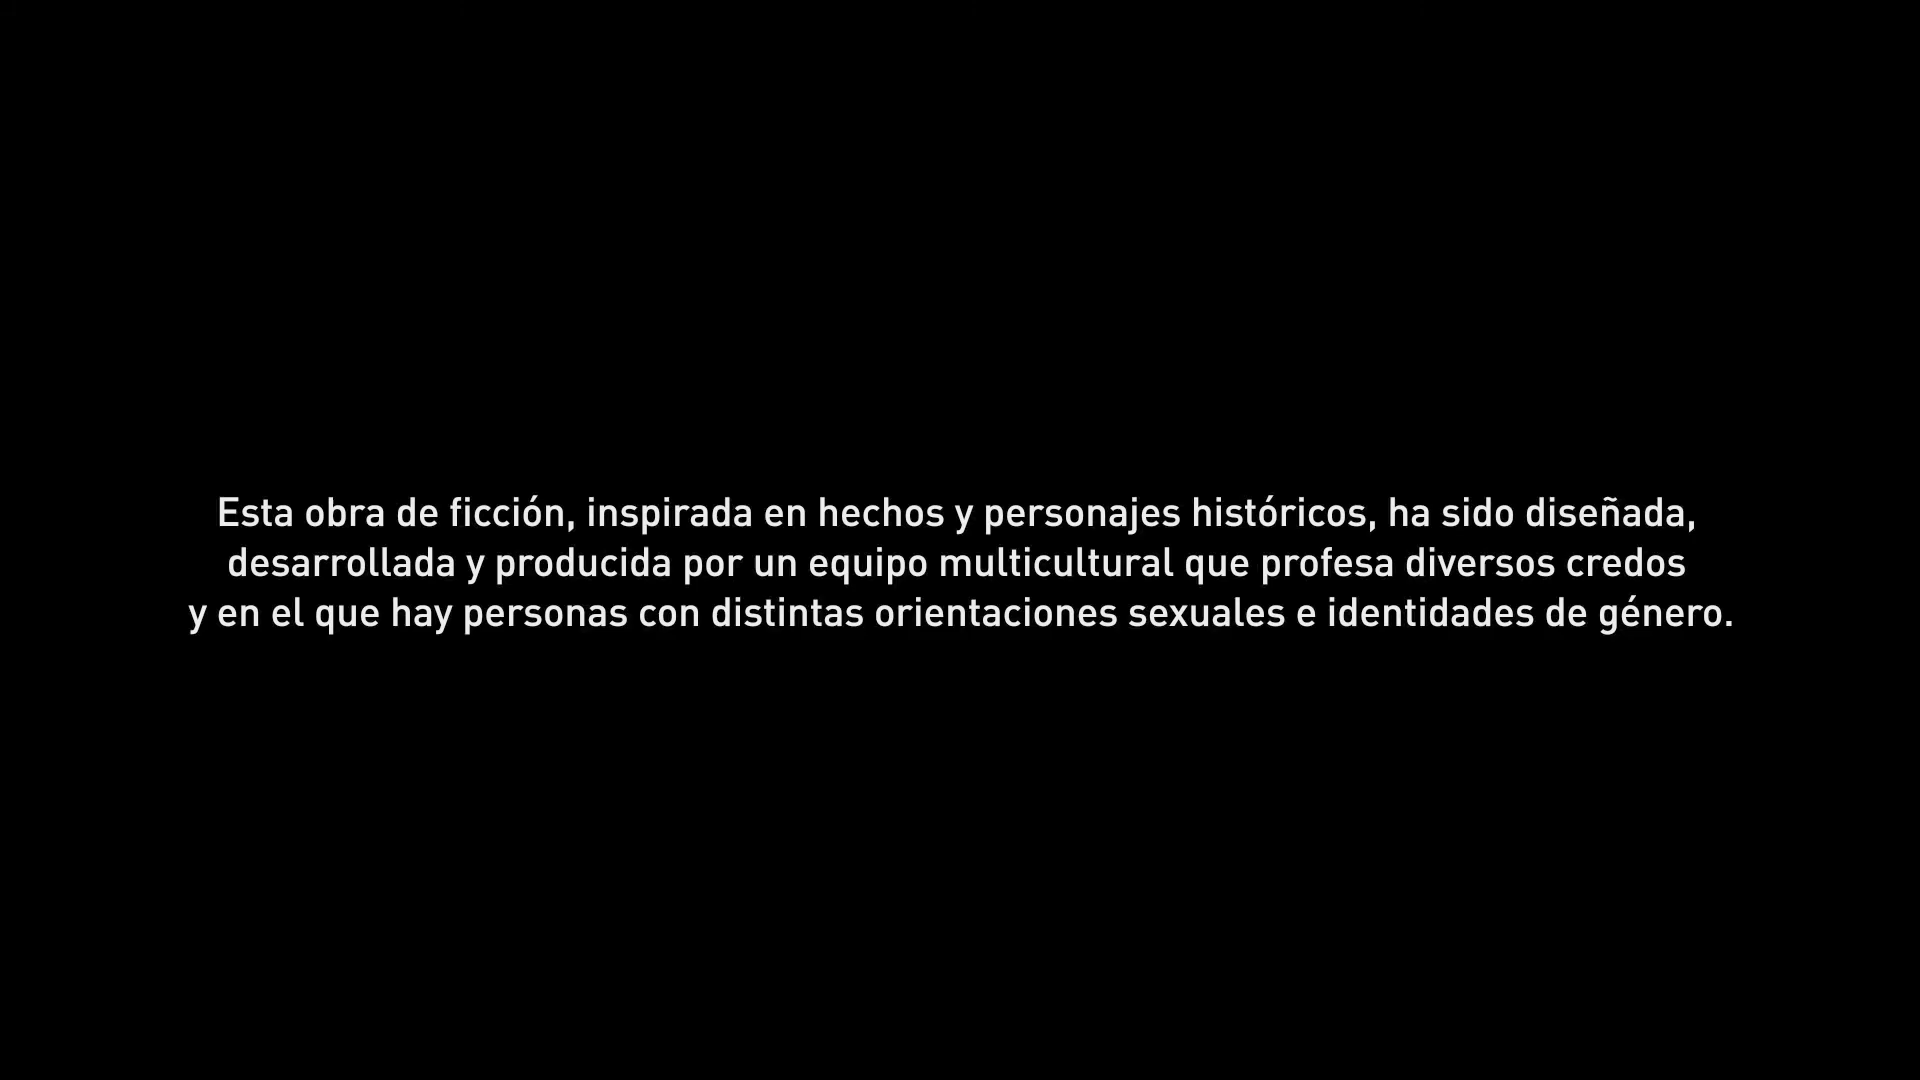 Esta obra de ficción, inspirada en hechos y personajes históricos, ha sido diseñada,
desarrollada y producida por un equipo multicultural que profesa diversos credos
y en el que hay personas con distintas orientaciones sexuales e identidades de género.